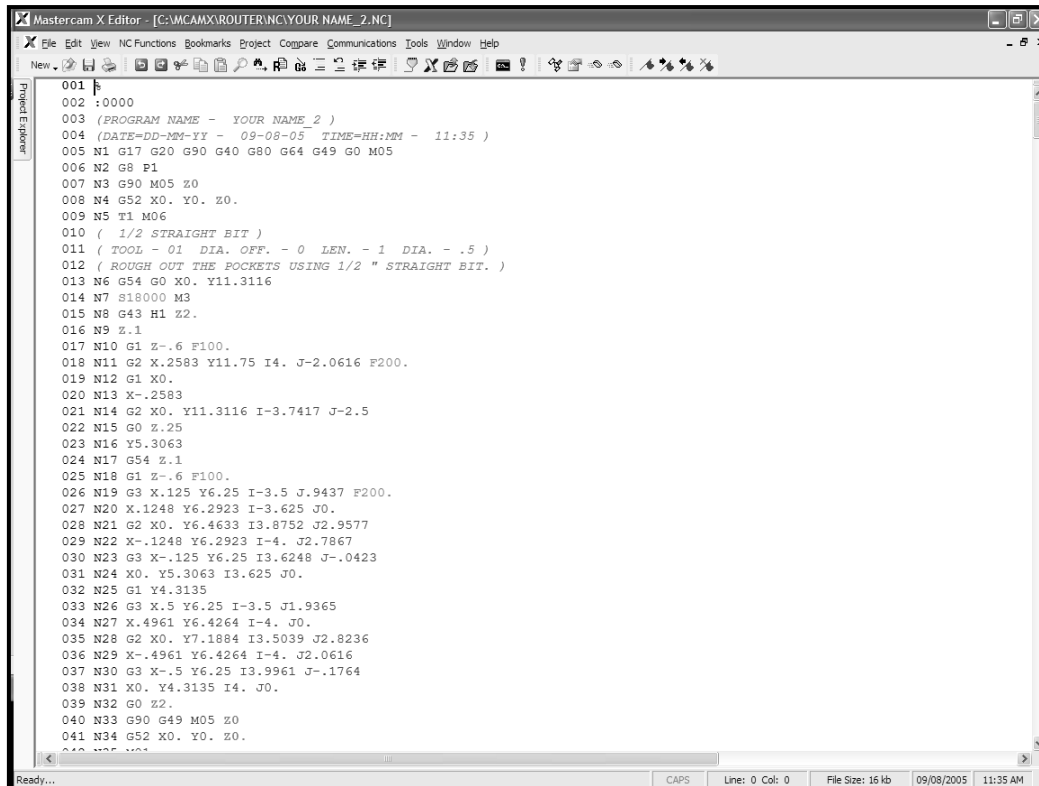 Mastercam X Editor - [C:\MCAMX\ROUTER\NC\YOUR NAME_2.NC]
File Edit View NC Functions Bookmarks Project Compare Communications Tools Window Help
New
Project Explorer
001 %
002 :0000
003 (PROGRAM NAME - YOUR NAME_2 )
004 (DATE=DD-MM-YY - 09-08-05 TIME=HH:MM - 11:35 )
005 N1 G17 G20 G90 G40 G80 G64 G49 G0 M05
006 N2 G8 P1
007 N3 G90 M05 Z0
008 N4 G52 X0. Y0. Z0.
009 N5 T1 M06
010 ( 1/2 STRAIGHT BIT )
011 ( TOOL - 01 DIA. OFF. - 0 LEN. - 1 DIA. - .5 )
012 ( ROUGH OUT THE POCKETS USING 1/2 " STRAIGHT BIT. )
013 N6 G54 G0 X0. Y11.3116
014 N7 S18000 M3
015 N8 G43 H1 Z2.
016 N9 Z.1
017 N10 G1 Z-.6 F100.
018 N11 G2 X.2583 Y11.75 I4. J-2.0616 F200.
019 N12 G1 X0.
020 N13 X-.2583
021 N14 G2 X0. Y11.3116 I-3.7417 J-2.5
022 N15 G0 Z.25
023 N16 Y5.3063
024 N17 G54 Z.1
025 N18 G1 Z-.6 F100.
026 N19 G3 X.125 Y6.25 I-3.5 J.9437 F200.
027 N20 X.1248 Y6.2923 I-3.625 J0.
028 N21 G2 X0. Y6.4633 I3.8752 J2.9577
029 N22 X-.1248 Y6.2923 I-4. J2.7867
030 N23 G3 X-.125 Y6.25 I3.6248 J-.0423
031 N24 X0. Y5.3063 I3.625 J0.
032 N25 G1 Y4.3135
033 N26 G3 X.5 Y6.25 I-3.5 J1.9365
034 N27 X.4961 Y6.4264 I-4. J0.
035 N28 G2 X0. Y7.1884 I3.5039 J2.8236
036 N29 X-.4961 Y6.4264 I-4. J2.0616
037 N30 G3 X-.5 Y6.25 I3.9961 J-.1764
038 N31 X0. Y4.3135 I4. J0.
039 N32 G0 Z2.
040 N33 G90 G49 M05 Z0
041 N34 G52 X0. Y0. Z0.
Ready... CAPS Line: 0 Col: 0 File Size: 16 kb 09/08/2005 11:35 AM